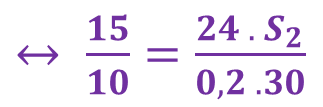 ↔ 15/10 = 24 . S₂/0,2 .30